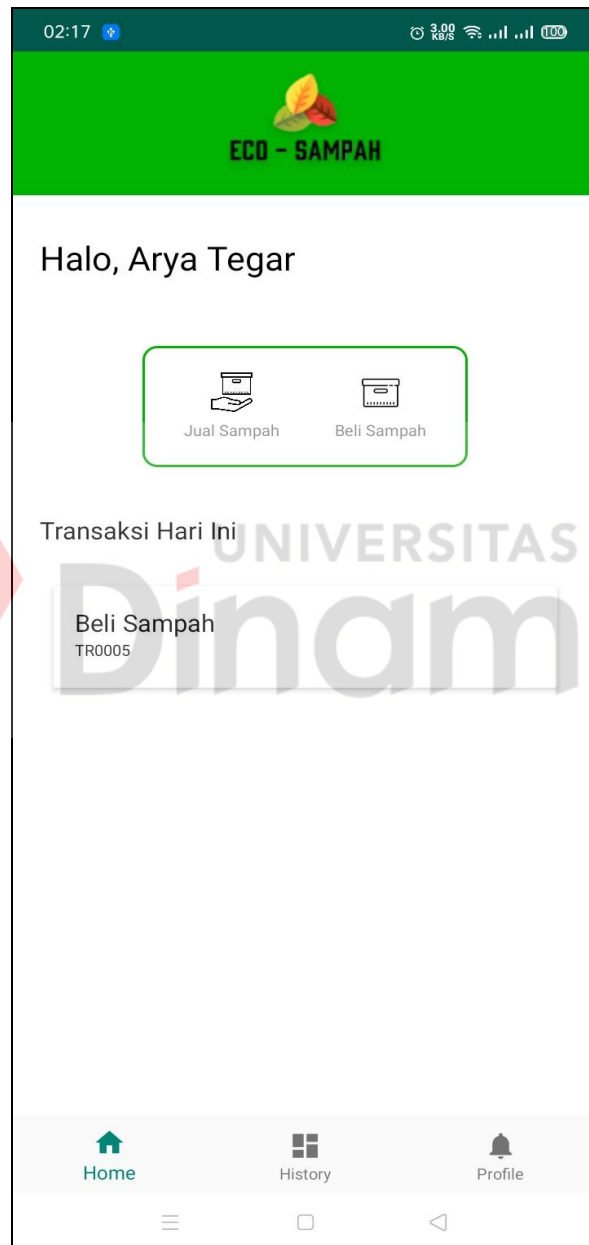 02:17
3.00
KB/S
100
ECO - SAMPAH
Halo, Arya Tegar
Jual Sampah Beli Sampah
Transaksi Hari Ini
UNIVERSITAS
Dinam
Beli Sampah
TR0005
Home History Profile